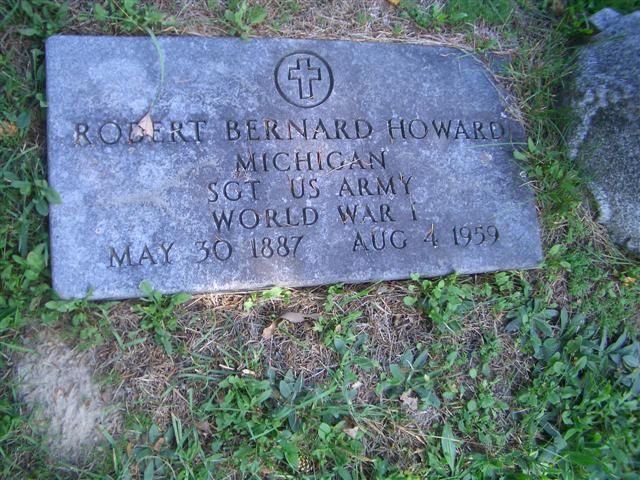 ROBERT BERNARD HOWARD
MICHIGAN
SGT US ARMY
WORLD WAR I
MAY 30 1887 AUG 4 1959